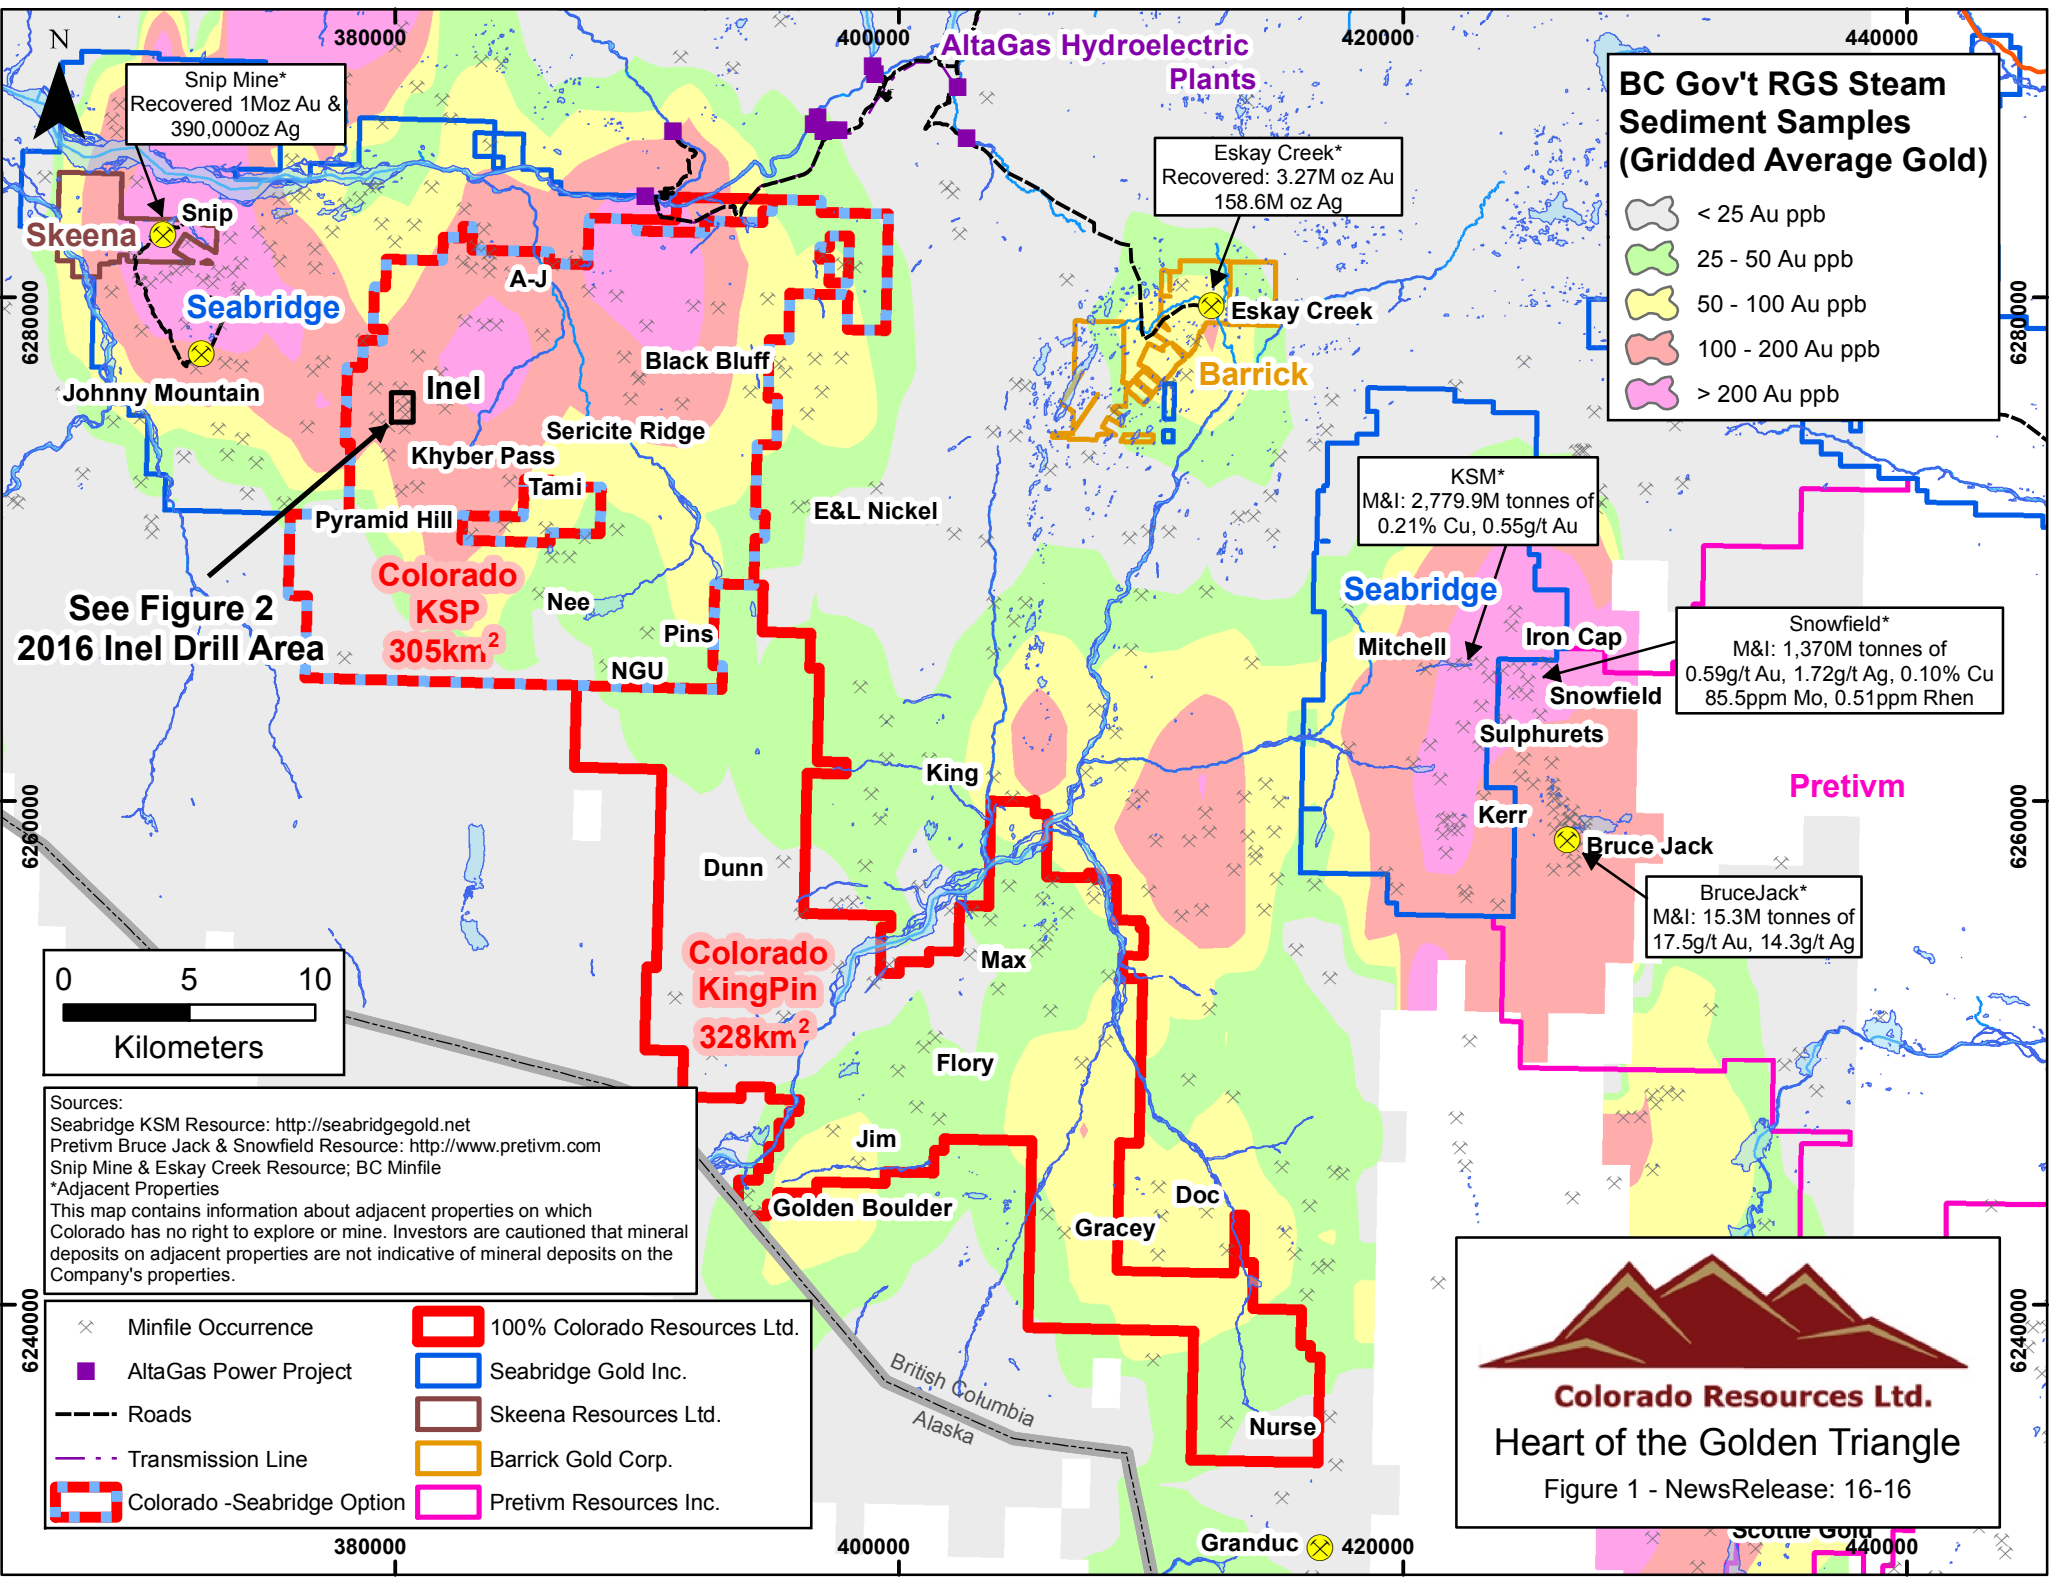 380000
400000
420000
440000
N
AltaGas Hydroelectric
Plants
Snip Mine*
Recovered 1Moz Au &
390,000oz Ag
BC Gov't RGS Steam
Sediment Samples
(Gridded Average Gold)
< 25 Au ppb
25 - 50 Au ppb
50 - 100 Au ppb
100 - 200 Au ppb
> 200 Au ppb
Eskay Creek*
Recovered: 3.27M oz Au
158.6M oz Ag
Snip
Skeena
A-J
Seabridge
Eskay Creek
6280000
6280000
Black Bluff
Barrick
Johnny Mountain
Inel
Sericite Ridge
Khyber Pass
Tami
KSM*
M&I: 2,779.9M tonnes of
0.21% Cu, 0.55g/t Au
E&L Nickel
Pyramid Hill
Colorado
KSP
305km2
Nee
Seabridge
See Figure 2
2016 Inel Drill Area
Pins
NGU
Mitchell
Iron Cap
Snowfield*
M&I: 1,370M tonnes of
0.59g/t Au, 1.72g/t Ag, 0.10% Cu
85.5ppm Mo, 0.51ppm Rhen
Snowfield
Sulphurets
King
Pretivm
6260000
6260000
Kerr
Bruce Jack
Dunn
BruceJack*
M&I: 15.3M tonnes of
17.5g/t Au, 14.3g/t Ag
Colorado
KingPin
328km2
Max
0 5 10
Kilometers
Flory
Sources:
Seabridge KSM Resource: http://seabridgegold.net
Pretivm Bruce Jack & Snowfield Resource: http://www.pretivm.com
Snip Mine & Eskay Creek Resource; BC Minfile
*Adjacent Properties
This map contains information about adjacent properties on which
Colorado has no right to explore or mine. Investors are cautioned that mineral
deposits on adjacent properties are not indicative of mineral deposits on the
Company's properties.
Jim
Golden Boulder
Doc
Gracey
6240000
6240000
Minfile Occurrence
AltaGas Power Project
Roads
Transmission Line
Colorado -Seabridge Option
100% Colorado Resources Ltd.
Seabridge Gold Inc.
Skeena Resources Ltd.
Barrick Gold Corp.
Pretivm Resources Inc.
British Columbia
Alaska
Nurse
Colorado Resources Ltd.
Heart of the Golden Triangle
Figure 1 - NewsRelease: 16-16
Scottie Gold
Granduc
380000
400000
420000
440000